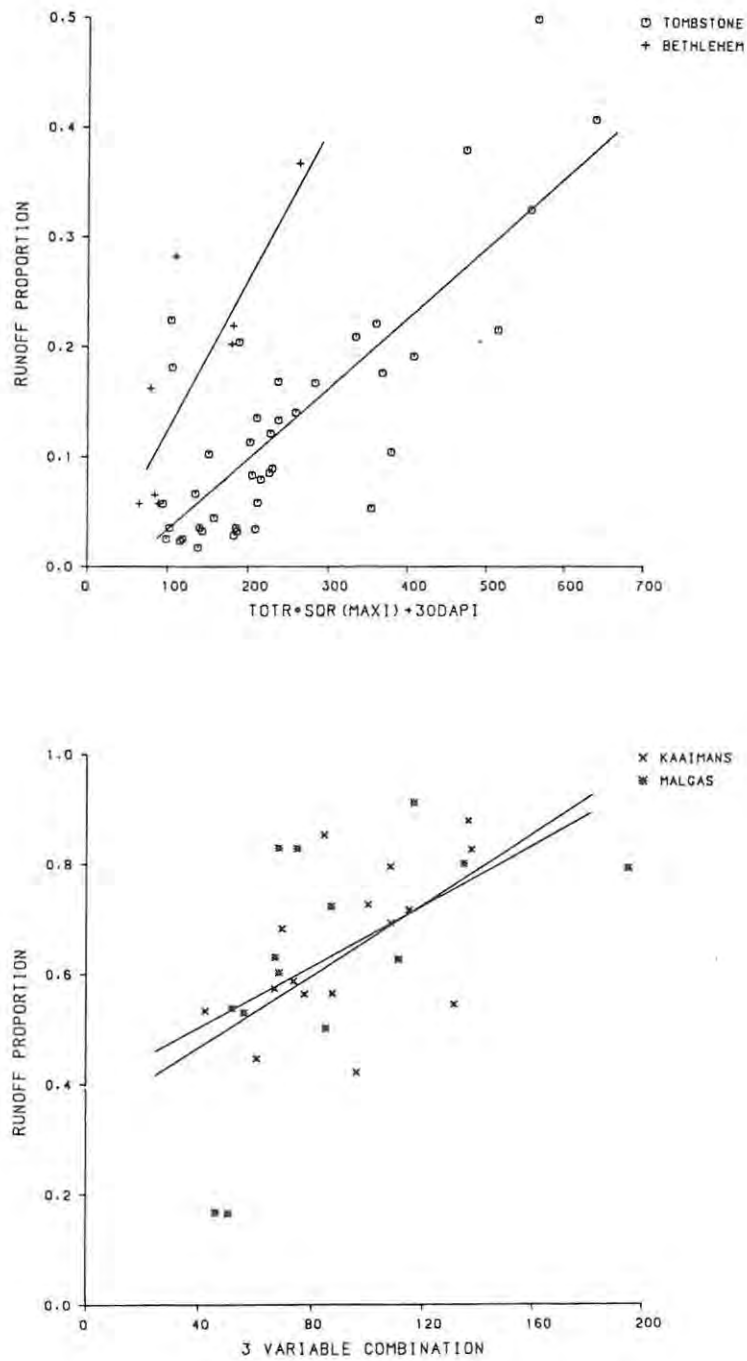 TOMBSTONE
BETHLEHEM
0.5
0.4
0.3
0.2
0.1
0.0
RUNOFF PROPORTION
0 100 200 300 400 500 600 700
TOTR*SQR(MAXI)+30DAPI
KAAIMANS
MALGAS
1.0
0.8
0.6
0.4
0.2
0.0
RUNOFF PROPORTION
0 40 80 120 160 200
3 VARIABLE COMBINATION